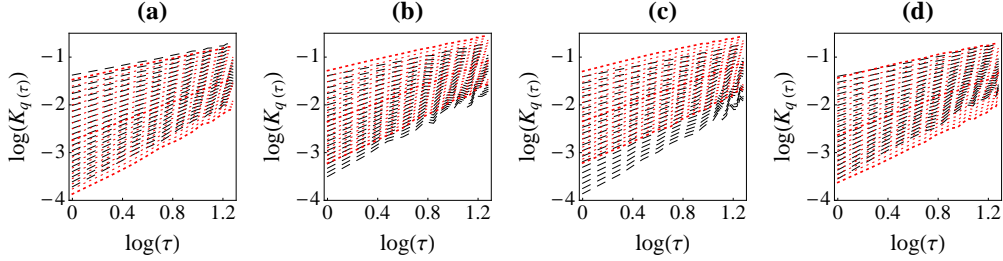 (a) (b) (c) (d)
log(K_q (τ)) log(K_q (τ)) log(K_q (τ)) log(K_q (τ))
−1 −1 −1 −1
−2 −2 −2 −2
−3 −3 −3 −3
−4 −4 −4 −4
0 0.4 0.8 1.2 0 0.4 0.8 1.2 0 0.4 0.8 1.2 0 0.4 0.8 1.2
log(τ) log(τ) log(τ) log(τ)